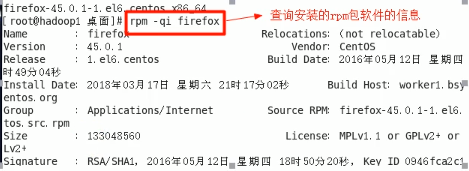 firefox-45.0.1-1.el6.centos.x86_64
[root@hadoop1 桌面]# rpm -qi firefox
查询安装的rpm包软件的信息
Name : firefox Relocations: (not relocatable)
Version : 45.0.1 Vendor: CentOS
Release : 1.el6.centos Build Date: 2016年05月12日 星期四
时49分04秒
Install Date: 2018年03月17日 星期六 21时17分02秒 Build Host: worker1.bsy
entos.org
Group : Applications/Internet Source RPM: firefox-45.0.1-1.el6.
tos.src.rpm
Size : 133048560 License: MPLv1.1 or GPLv2+ or
Lv2+
Signature : RSA/SHA1, 2016年05月12日 星期四 18时50分20秒, Key ID 0946fca2c1